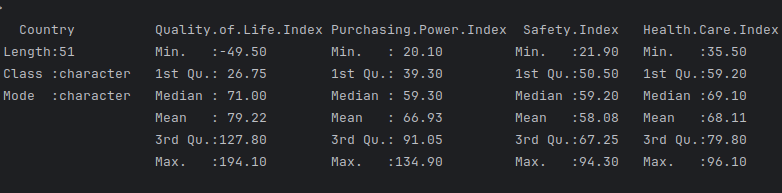 Country Quality.of.Life.Index Purchasing.Power.Index Safety.Index Health.Care.Index
Length:51 Min. :-49.50 Min. : 20.10 Min. :21.90 Min. :35.50
Class :character 1st Qu.: 26.75 1st Qu.: 39.30 1st Qu.:50.50 1st Qu.:59.20
Mode :character Median : 71.00 Median : 59.30 Median :59.20 Median :69.10
Mean : 79.22 Mean : 66.93 Mean :58.08 Mean :68.11
3rd Qu.:127.80 3rd Qu.: 91.05 3rd Qu.:67.25 3rd Qu.:79.80
Max. :194.10 Max. :134.90 Max. :94.30 Max. :96.10